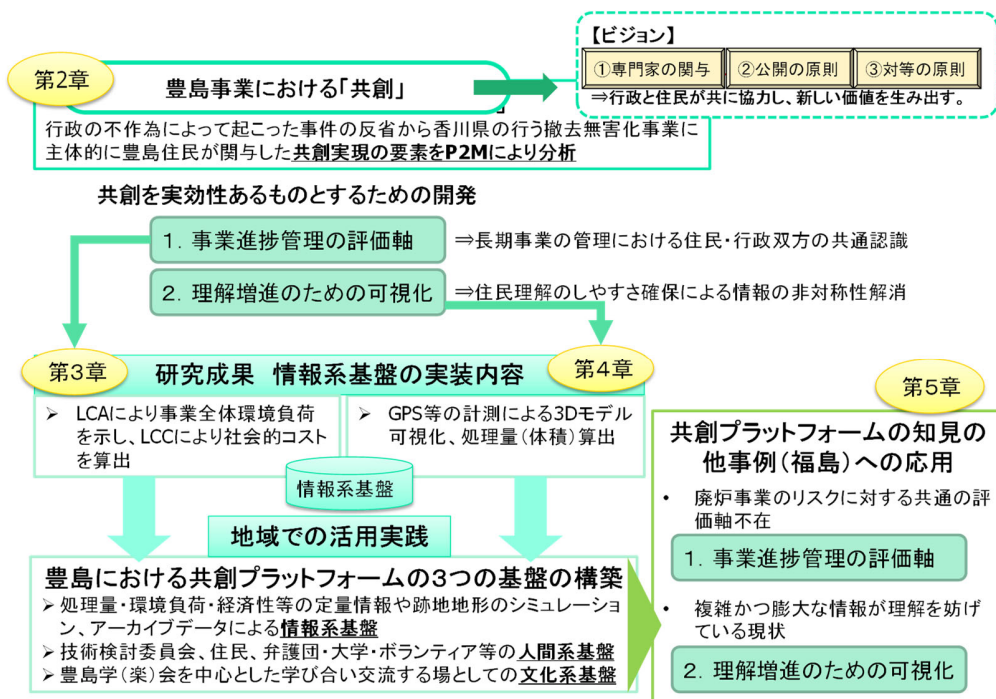 【ビジョン】
①専門家の関与
②公開の原則
③対等の原則
⇒行政と住民が共に協力し、新しい価値を生み出す。
第2章
豊島事業における「共創」
」
行政の不作為によって起こった事件の反省から香川県の行う撤去無害化事業に
主体的に豊島住民が関与した共創実現の要素をP2Mにより分析
共創を実効性あるものとするための開発
1. 事業進捗管理の評価軸
⇒長期事業の管理における住民・行政双方の共通認識
2. 理解増進のための可視化
⇒住民理解のしやすさ確保による情報の非対称性解消
第3章
研究成果 情報系基盤の実装内容
第4章
➢ LCAにより事業全体環境負荷
を示し、LCCにより社会的コスト
を算出
➢ GPS等の計測による3Dモデル
可視化、処理量(体積)算出
情報系基盤
地域での活用実践
豊島における共創プラットフォームの3つの基盤の構築
➢ 処理量・環境負荷・経済性等の定量情報や跡地地形のシミュレーショ
ン、アーカイブデータによる情報系基盤
➢ 技術検討委員会、住民、弁護団・大学・ボランティア等の人間系基盤
➢ 豊島学(楽)会を中心とした学び合い交流する場としての文化系基盤
第5章
共創プラットフォームの知見の
他事例(福島)への応用
• 廃炉事業のリスクに対する共通の評
価軸不在
1. 事業進捗管理の評価軸
• 複雑かつ膨大な情報が理解を妨げ
ている現状
2. 理解増進のための可視化